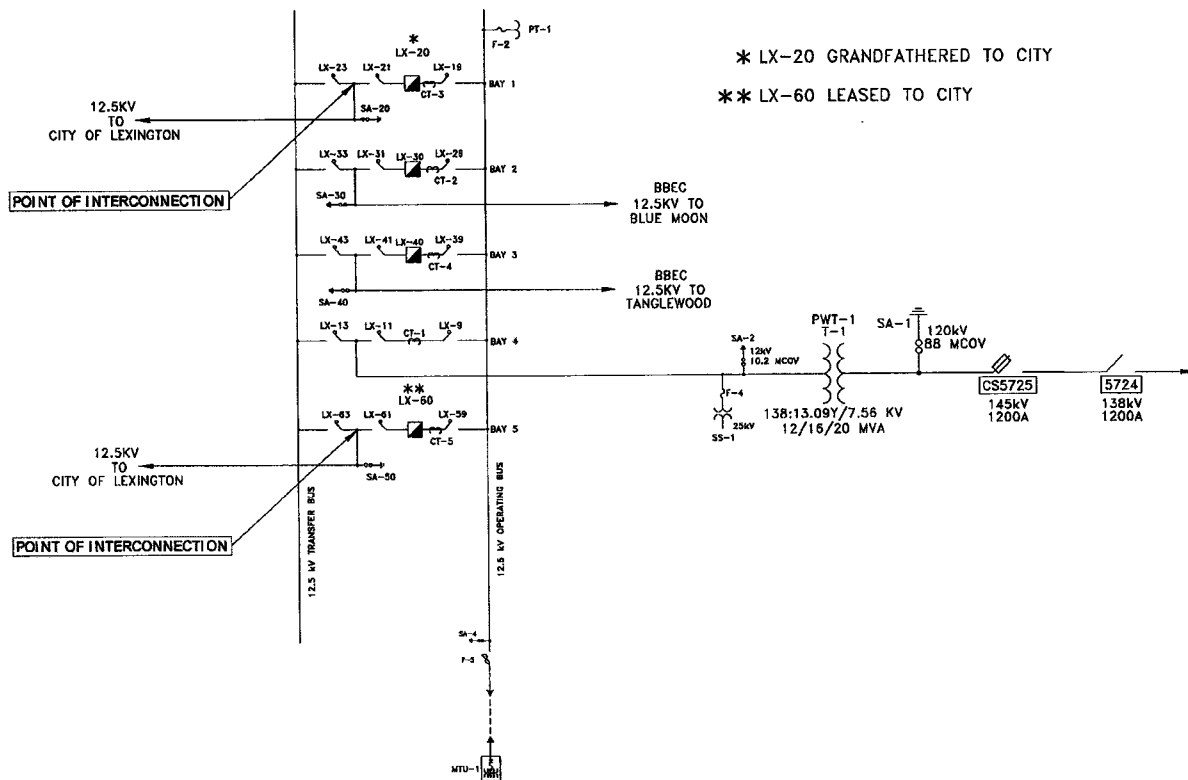 PT-1
F-2
*
LX-20
* LX-20 GRANDFATHERED TO CITY
** LX-60 LEASED TO CITY
LX-23
LX-21
LX-19
CT-3
BAY 1
12.5KV
TO
CITY OF LEXINGTON
SA-20
POINT OF INTERCONNECTION
LX-33
LX-31
LX-30
LX-29
CT-2
BAY 2
SA-30
BBEC
12.5KV TO
BLUE MOON
LX-43
LX-41
LX-40
LX-39
CT-4
BAY 3
SA-40
BBEC
12.5KV TO
TANGLEWOOD
LX-13
LX-11
CT-1
LX-9
BAY 4
SA-2
12kV
10.2 MCOV
PWT-1
T-1
SA-1
120kV
88 MCOV
F-4
25kV
SS-1
138:13.09Y/7.56 KV
12/16/20 MVA
CS5725
145kV
1200A
5724
138kV
1200A
**
LX-60
LX-63
LX-61
LX-59
CT-5
BAY 5
12.5KV
TO
CITY OF LEXINGTON
SA-50
POINT OF INTERCONNECTION
12.5 kV TRANSFER BUS
12.5 kV OPERATING BUS
SA-4
F-5
MTU-1